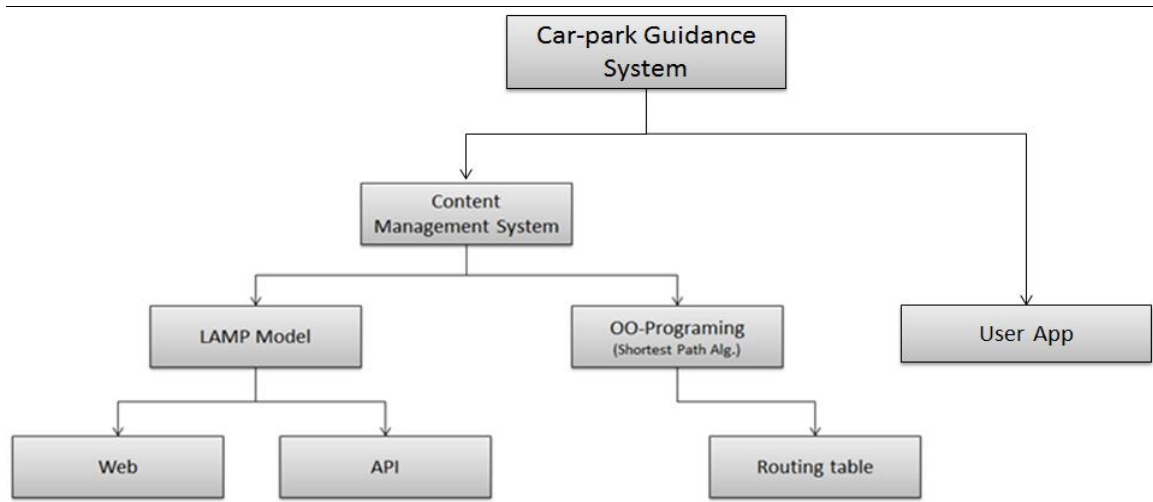 Car-park Guidance
System
Content
Management System
LAMP Model
OO-Programing
(Shortest Path Alg.)
User App
Web
API
Routing table